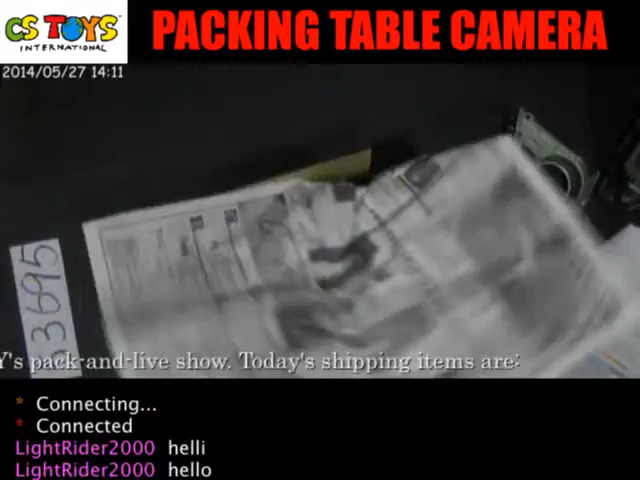 CS TOYS
INTERNATIONAL
PACKING TABLE CAMERA
2014/05/27 14:11
3695
Y's pack-and-live show. Today's shipping items are:
* Connecting...
* Connected
LightRider2000 helli
LightRider2000 hello